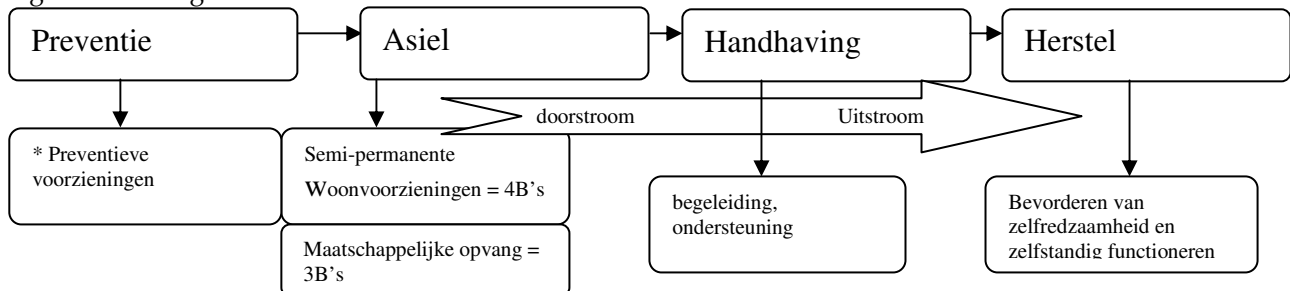 Preventie
Asiel
Handhaving
Herstel
doorstroom
Uitstroom
* Preventieve
voorzieningen
Semi-permanente
Woonvoorzieningen = 4B's
Maatschappelijke opvang =
3B's
begeleiding,
ondersteuning
Bevorderen van
zelfredzaamheid en
zelfstandig functioneren